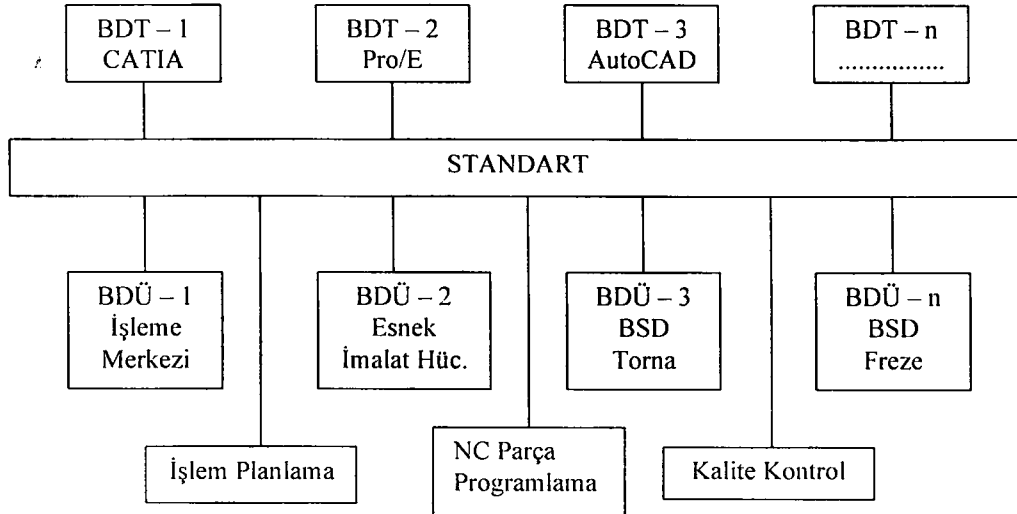 BDT – 1
CATIA
BDT – 2
Pro/E
BDT – 3
AutoCAD
BDT – n
.................
STANDART
BDÜ – 1
İşleme
Merkezi
BDÜ – 2
Esnek
İmalat Hüc.
BDÜ – 3
BSD
Torna
BDÜ – n
BSD
Freze
İşlem Planlama
NC Parça
Programlama
Kalite Kontrol